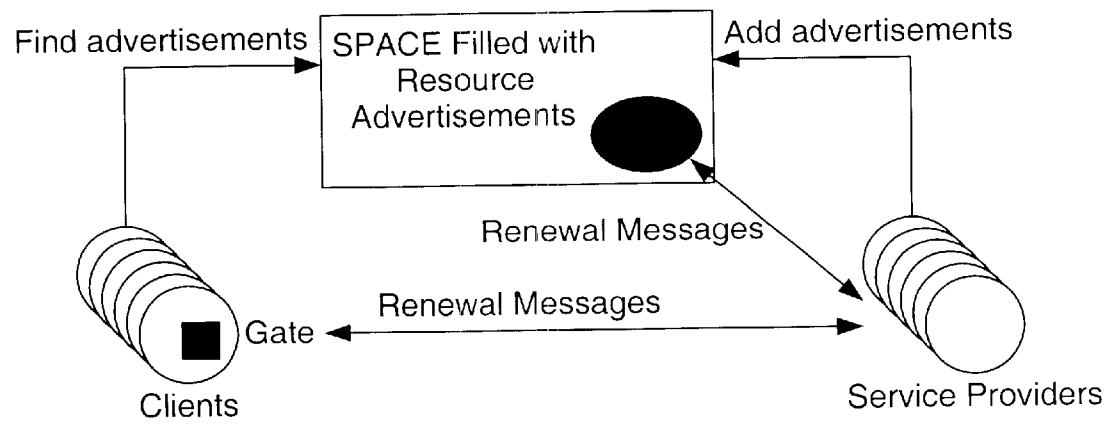 Find advertisements
SPACE Filled with
Resource
Advertisements
Add advertisements
Renewal Messages
Renewal Messages
Gate
Clients
Service Providers